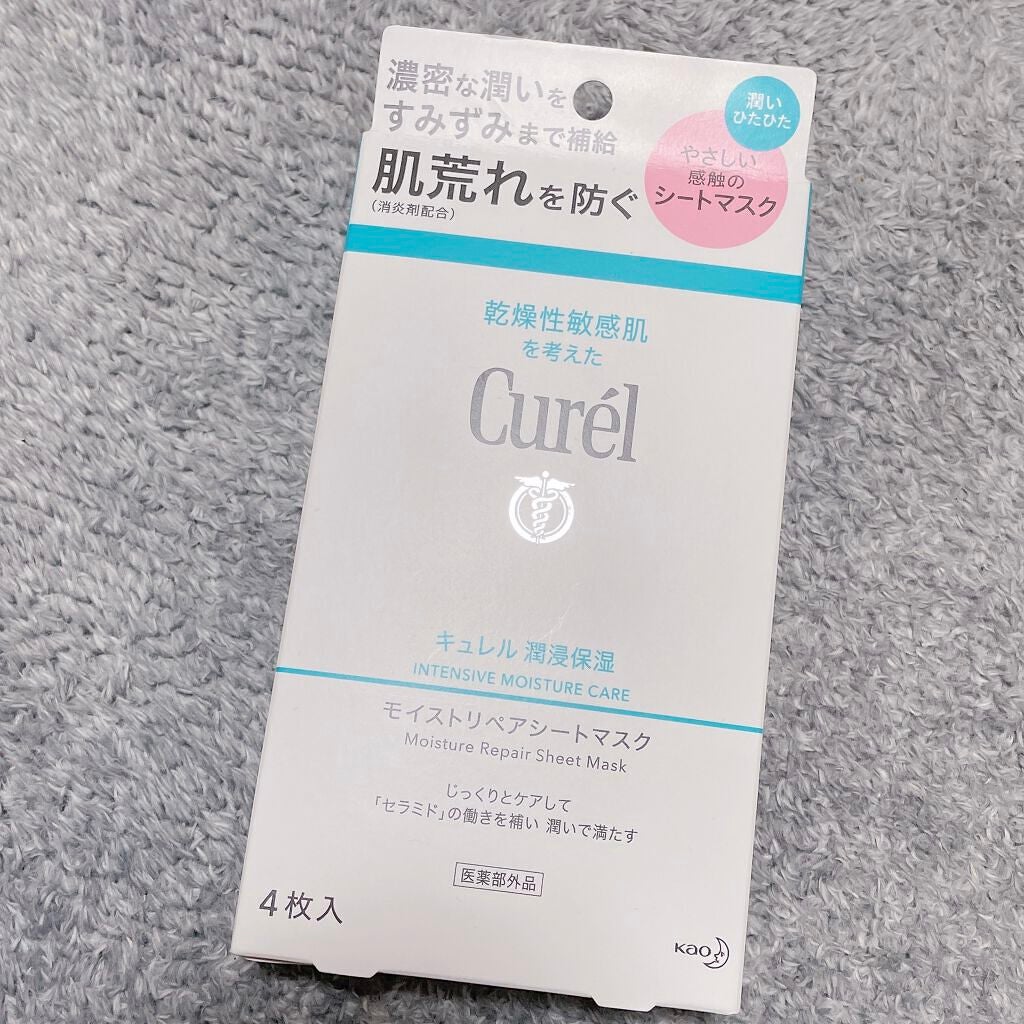 濃密な潤いを
すみずみまで補給
肌荒れを防ぐ
(消炎剤配合)
潤い
ひたひた
やさしい
感触の
シートマスク
乾燥性敏感肌
を考えた
Curél
キュレル 潤浸保湿
INTENSIVE MOISTURE CARE
モイストリペアシートマスク
Moisture Repair Sheet Mask
じっくりとケアして
「セラミド」の働きを補い 潤いで満たす
医薬部外品
4枚入
Kao